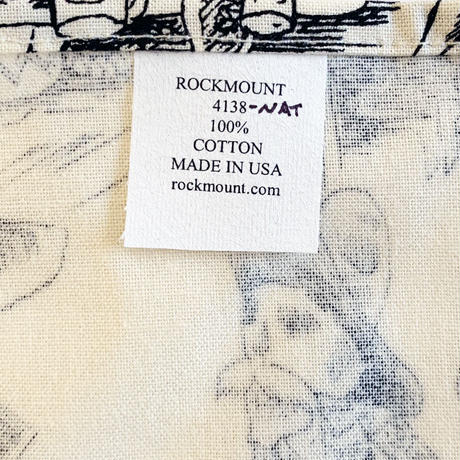 ROCKMOUNT
4138-NAT
100%
COTTON
MADE IN USA
rockmount.com